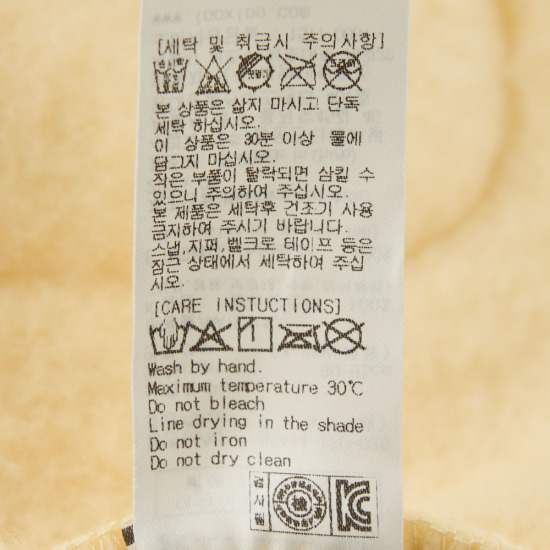 www.iooxioo.com
[세탁 및 취급시 주의사항]
본 상품은 삶지 마시고 단독
세탁 하십시오.
이 상품은 30분 이상 물에
담그지 마십시오.
작은 부품이 탈락되면 삼킬 수
있으니 주의하여 주십시오.
본 제품은 세탁후 건조기 사용
금지하여 주시기 바랍니다.
스냅,지퍼,벨크로 테이프 등은
잠근 상태에서 세탁하여 주십
시오.
[CARE INSTUCTIONS]
Wash by hand.
Maximum temperature 30℃
Do not bleach
Line drying in the shade
Do not iron
Do not dry clean
검사필
KC